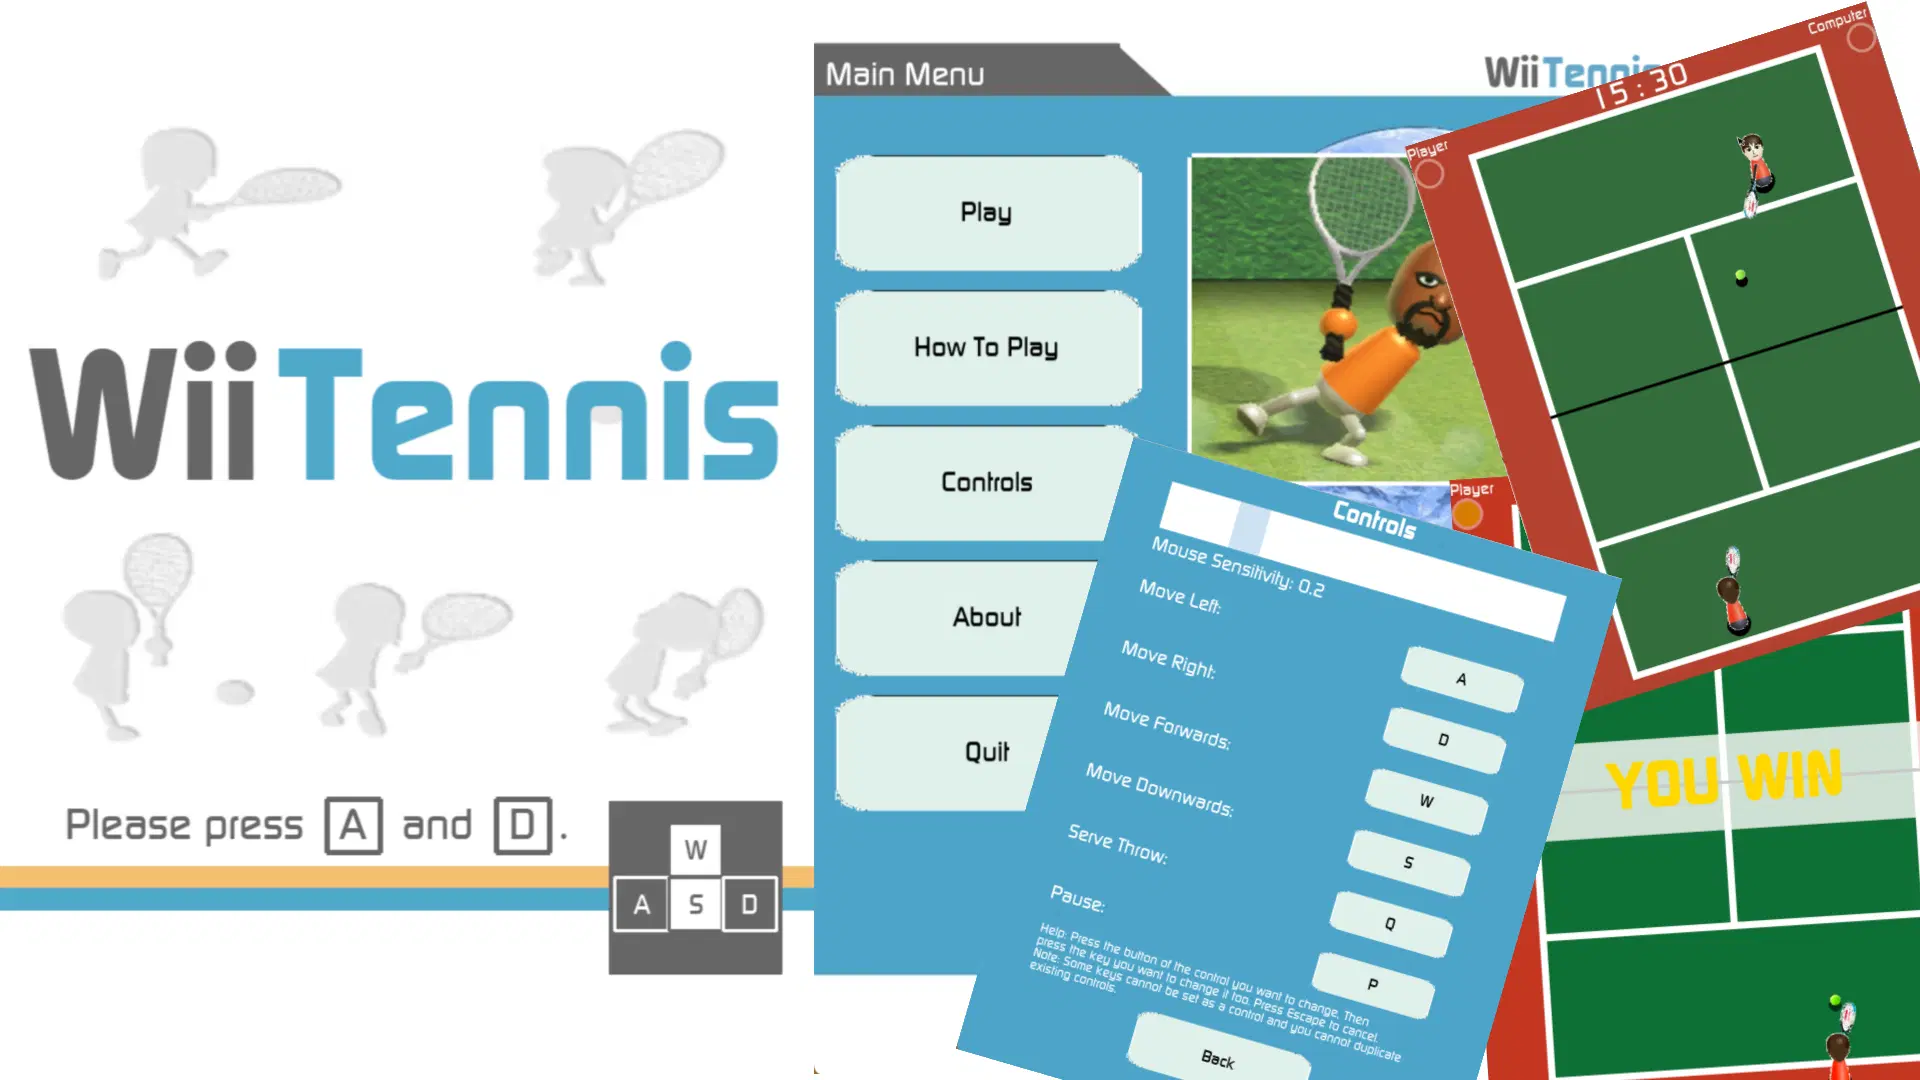 Wii Tennis
Please press A and D.
W
A S D
Main Menu
Wii Tennis
Play
How To Play
Controls
About
Quit
Controls
Mouse Sensitivity: 0.2
Move Left:
A
Move Right:
D
Move Forwards:
W
Move Downwards:
S
Serve Throw:
Q
Pause:
P
Help: Press the button of the control you want to change. Then
press the key you want to change it too. Press Escape to cancel.
Note: Some keys cannot be set as a control and you cannot duplicate
existing controls.
Back
Computer
15:30
Player
Player
YOU WIN